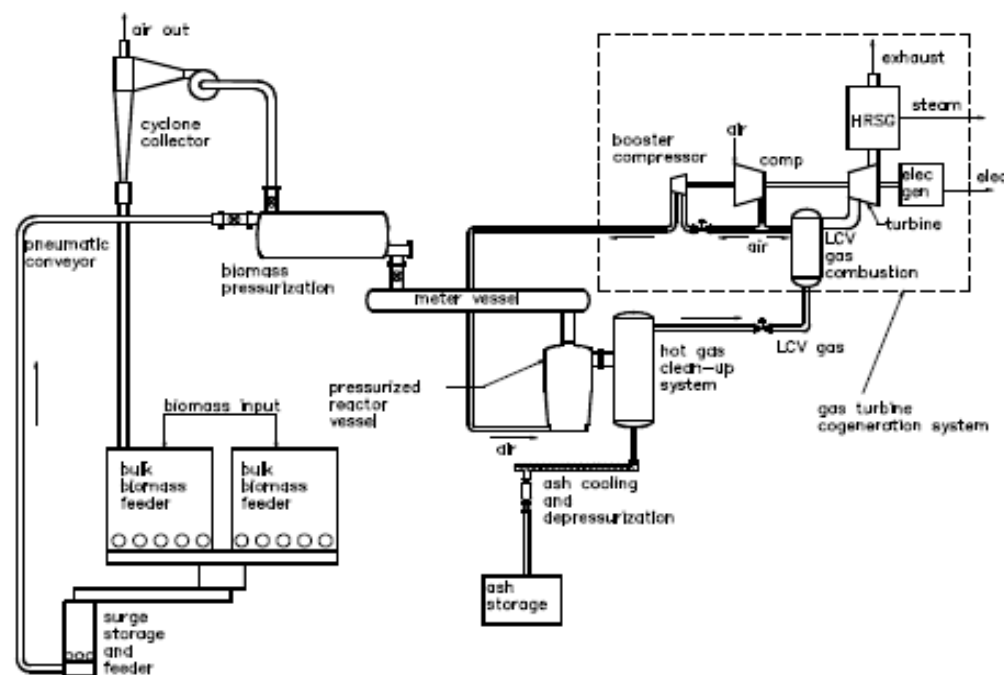 air out
cyclone
collector
pneumatic
conveyor
biomass
pressurization
meter vessel
booster
compressor
air
comp
exhaust
HRSG
steam
elec
gen
elec
turbine
air
LCV
gas
combustion
LCV gas
hot gas
clean-up
system
gas turbine
cogeneration system
pressurized
reactor
vessel
air
biomass input
bulk
biomass
feeder
bulk
biomass
feeder
ash cooling
and
depressurization
ash
storage
surge
storage
and
feeder